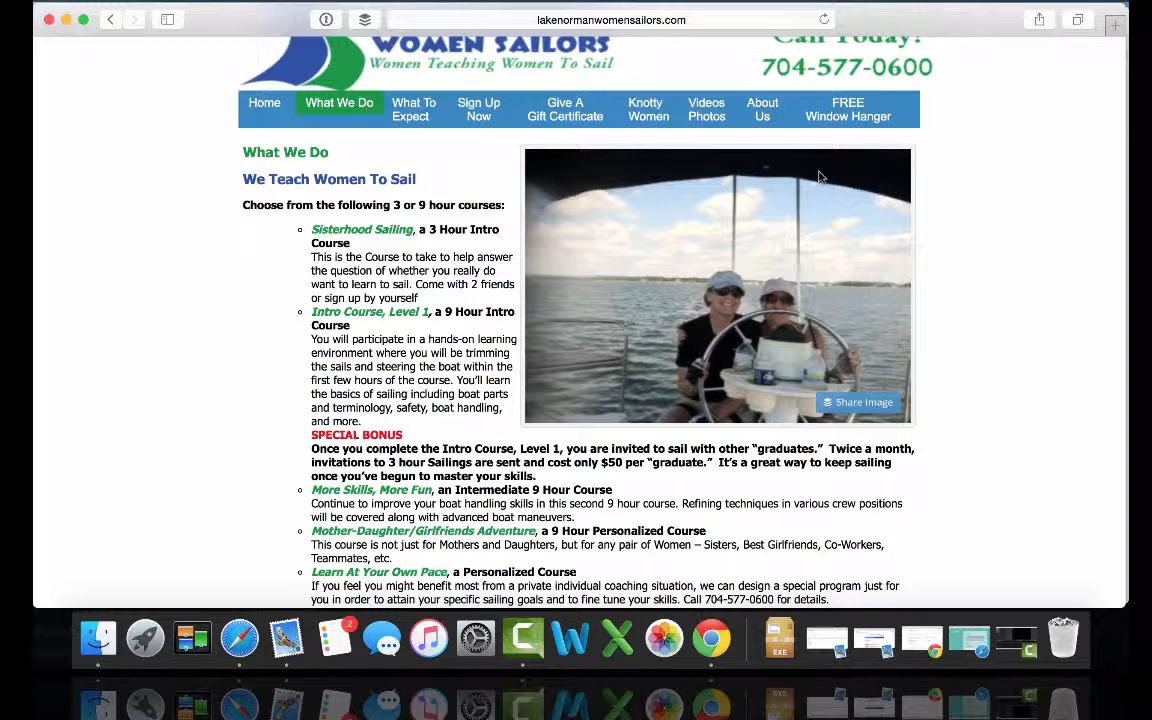 lakenormanwomensailors.com
WOMEN SAILORS
Women Teaching Women To Sail
Call Today!
704-577-0600
Home
What We Do
What To Expect
Sign Up Now
Give A Gift Certificate
Knotty Women
Videos Photos
About Us
FREE Window Hanger
What We Do
We Teach Women To Sail
Choose from the following 3 or 9 hour courses:
Sisterhood Sailing, a 3 Hour Intro
Course
This is the Course to take to help answer
the question of whether you really do
want to learn to sail. Come with 2 friends
or sign up by yourself
Intro Course, Level 1, a 9 Hour Intro
Course
You will participate in a hands-on learning
environment where you will be trimming
the sails and steering the boat within the
first few hours of the course. You'll learn
the basics of sailing including boat parts
and terminology, safety, boat handling,
and more.
Share Image
SPECIAL BONUS
Once you complete the Intro Course, Level 1, you are invited to sail with other “graduates.” Twice a month,
invitations to 3 hour Sailings are sent and cost only $50 per “graduate.” It’s a great way to keep sailing
once you’ve begun to master your skills.
More Skills, More Fun, an Intermediate 9 Hour Course
Continue to improve your boat handling skills in this second 9 hour course. Refining techniques in various crew positions
will be covered along with advanced boat maneuvers.
Mother-Daughter/Girlfriends Adventure, a 9 Hour Personalized Course
This course is not just for Mothers and Daughters, but for any pair of Women – Sisters, Best Girlfriends, Co-Workers,
Teammates, etc.
Learn At Your Own Pace, a Personalized Course
If you feel you might benefit most from a private individual coaching situation, we can design a special program just for
you in order to attain your specific sailing goals and to fine tune your skills. Call 704-577-0600 for details.
2
EXE